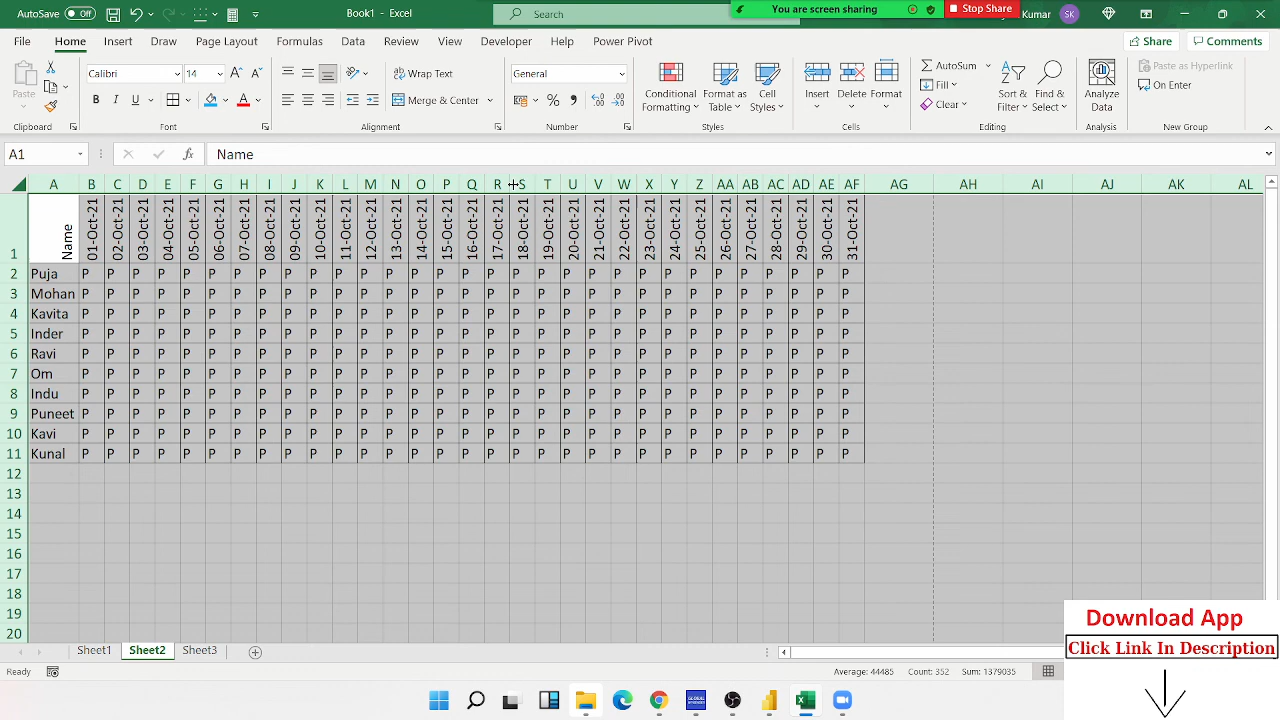 AutoSave Off Book1 - Excel Search You are screen sharing Stop Share Kumar SK
File Home Insert Draw Page Layout Formulas Data Review View Developer Help Power Pivot Share Comments
Paste Calibri 14 Wrap Text General Conditional Formatting Format as Table Cell Styles Insert Delete Format AutoSum Fill Clear Sort & Filter Find & Select Analyze Data Paste as Hyperlink On Enter
B I U Merge & Center
Clipboard Font Alignment Number Styles Cells Editing Analysis New Group
A1 fx Name
A B C D E F G H I J K L M N O P Q R S T U V W X Y Z AA AB AC AD AE AF AG AH AI AJ AK AL
1 Name 01-Oct-21 02-Oct-21 03-Oct-21 04-Oct-21 05-Oct-21 06-Oct-21 07-Oct-21 08-Oct-21 09-Oct-21 10-Oct-21 11-Oct-21 12-Oct-21 13-Oct-21 14-Oct-21 15-Oct-21 16-Oct-21 17-Oct-21 18-Oct-21 19-Oct-21 20-Oct-21 21-Oct-21 22-Oct-21 23-Oct-21 24-Oct-21 25-Oct-21 26-Oct-21 27-Oct-21 28-Oct-21 29-Oct-21 30-Oct-21 31-Oct-21
2 Puja P P P P P P P P P P P P P P P P P P P P P P P P P P P P P P P
3 Mohan P P P P P P P P P P P P P P P P P P P P P P P P P P P P P P P
4 Kavita P P P P P P P P P P P P P P P P P P P P P P P P P P P P P P P
5 Inder P P P P P P P P P P P P P P P P P P P P P P P P P P P P P P P
6 Ravi P P P P P P P P P P P P P P P P P P P P P P P P P P P P P P P
7 Om P P P P P P P P P P P P P P P P P P P P P P P P P P P P P P P
8 Indu P P P P P P P P P P P P P P P P P P P P P P P P P P P P P P P
9 Puneet P P P P P P P P P P P P P P P P P P P P P P P P P P P P P P P
10 Kavi P P P P P P P P P P P P P P P P P P P P P P P P P P P P P P P
11 Kunal P P P P P P P P P P P P P P P P P P P P P P P P P P P P P P P
12
13
14
15
16
17
18
19
20
Download App
Click Link In Description
Sheet1 Sheet2 Sheet3
Ready Average: 44485 Count: 352 Sum: 1379035